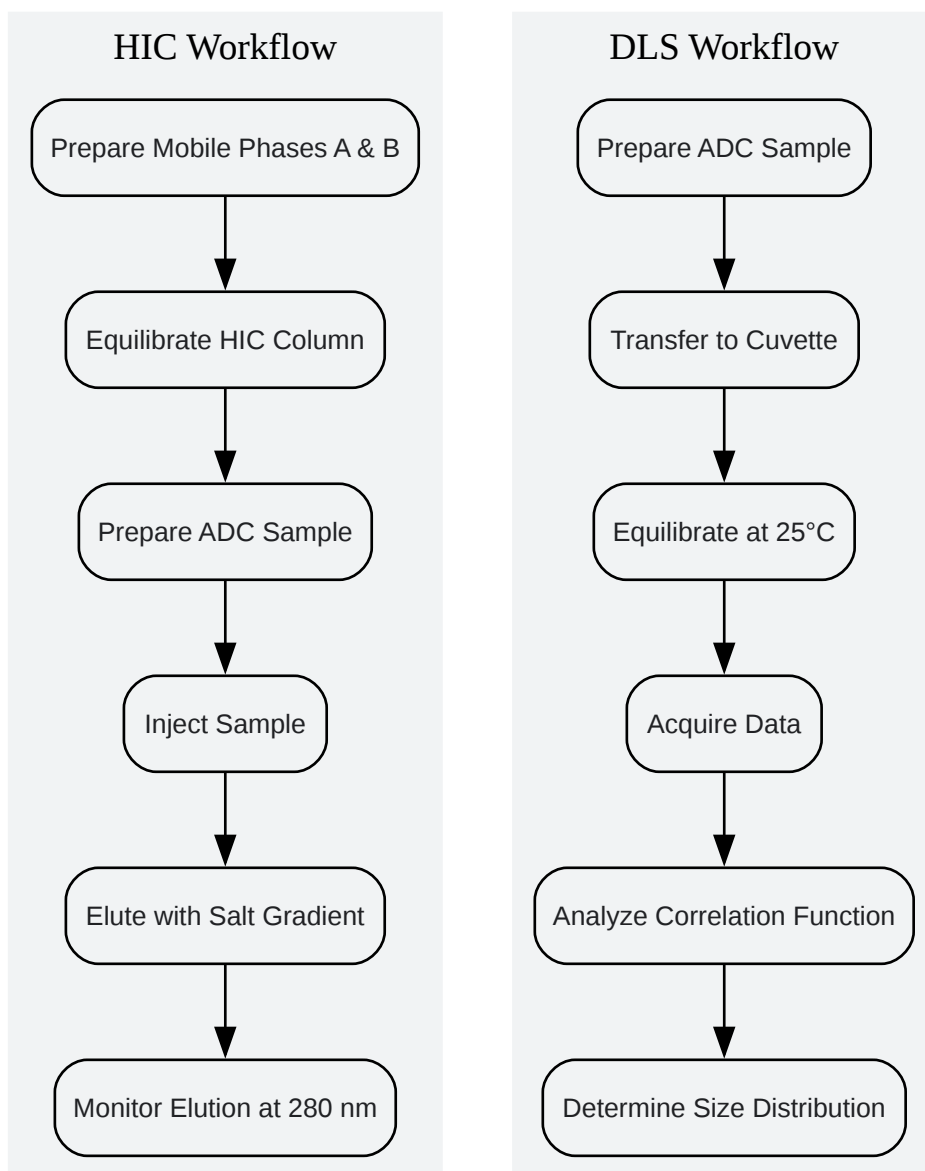 HIC Workflow
Prepare Mobile Phases A & B
Equilibrate HIC Column
Prepare ADC Sample
Inject Sample
Elute with Salt Gradient
Monitor Elution at 280 nm
DLS Workflow
Prepare ADC Sample
Transfer to Cuvette
Equilibrate at 25°C
Acquire Data
Analyze Correlation Function
Determine Size Distribution